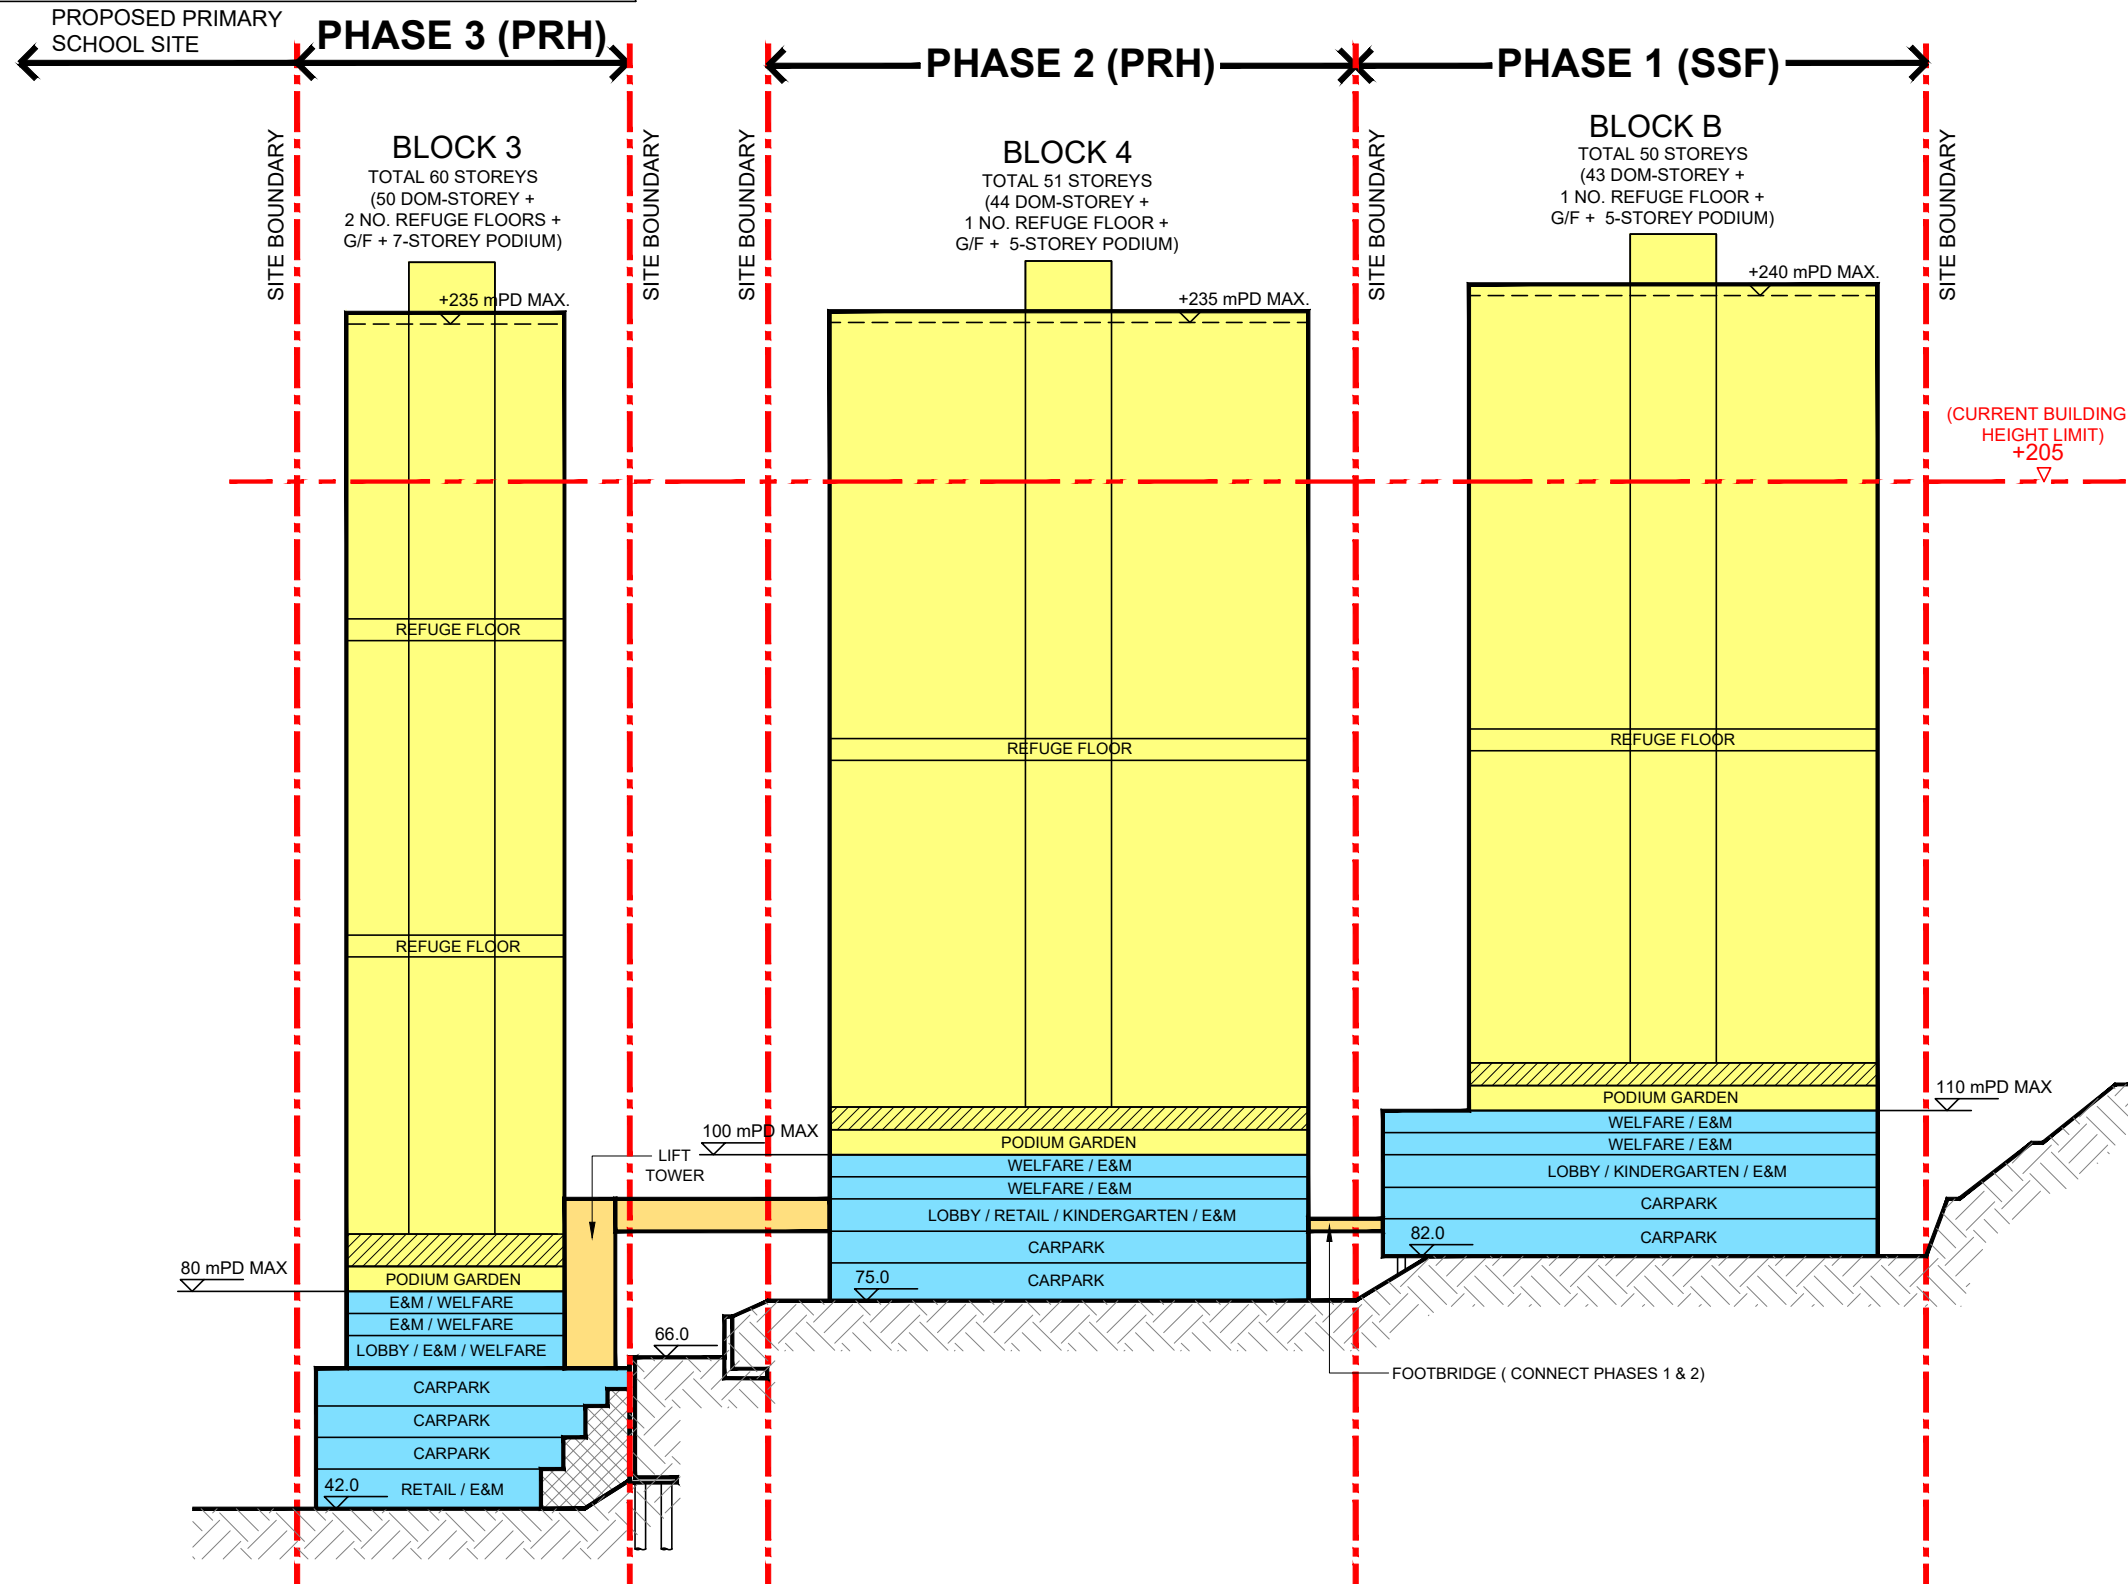 PROPOSED PRIMARY
SCHOOL SITE
PHASE 3 (PRH)
PHASE 2 (PRH)
PHASE 1 (SSF)
SITE BOUNDARY
BLOCK 3
TOTAL 60 STOREYS
(50 DOM-STOREY +
2 NO. REFUGE FLOORS +
G/F + 7-STOREY PODIUM)
SITE BOUNDARY
SITE BOUNDARY
BLOCK 4
TOTAL 51 STOREYS
(44 DOM-STOREY +
1 NO. REFUGE FLOOR +
G/F + 5-STOREY PODIUM)
SITE BOUNDARY
BLOCK B
TOTAL 50 STOREYS
(43 DOM-STOREY +
1 NO. REFUGE FLOOR +
G/F + 5-STOREY PODIUM)
SITE BOUNDARY
+235 mPD MAX.
+235 mPD MAX.
+240 mPD MAX.
(CURRENT BUILDING
HEIGHT LIMIT)
+205
REFUGE FLOOR
REFUGE FLOOR
80 mPD MAX
PODIUM GARDEN
E&M / WELFARE
E&M / WELFARE
LOBBY / E&M / WELFARE
CARPARK
CARPARK
CARPARK
42.0
RETAIL / E&M
LIFT
TOWER
66.0
REFUGE FLOOR
100 mPD MAX
PODIUM GARDEN
WELFARE / E&M
WELFARE / E&M
LOBBY / RETAIL / KINDERGARTEN / E&M
CARPARK
75.0
CARPARK
REFUGE FLOOR
110 mPD MAX
PODIUM GARDEN
WELFARE / E&M
WELFARE / E&M
LOBBY / KINDERGARTEN / E&M
CARPARK
82.0
CARPARK
FOOTBRIDGE ( CONNECT PHASES 1 & 2)